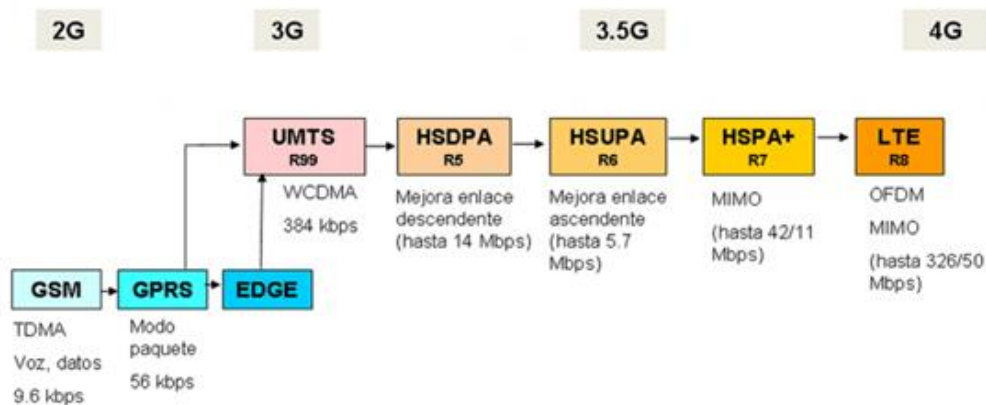 2G
3G
3.5G
4G
UMTS
R99
HSDPA
R5
HSUPA
R6
HSPA+
R7
LTE
R8
WCDMA
384 kbps
Mejora enlace
descendente
(hasta 14 Mbps)
Mejora enlace
ascendente
(hasta 5.7
Mbps)
MIMO
(hasta 42/11
Mbps)
OFDM
MIMO
(hasta 326/50
Mbps)
GSM
GPRS
EDGE
TDMA
Voz, datos
9.6 kbps
Modo
paquete
56 kbps